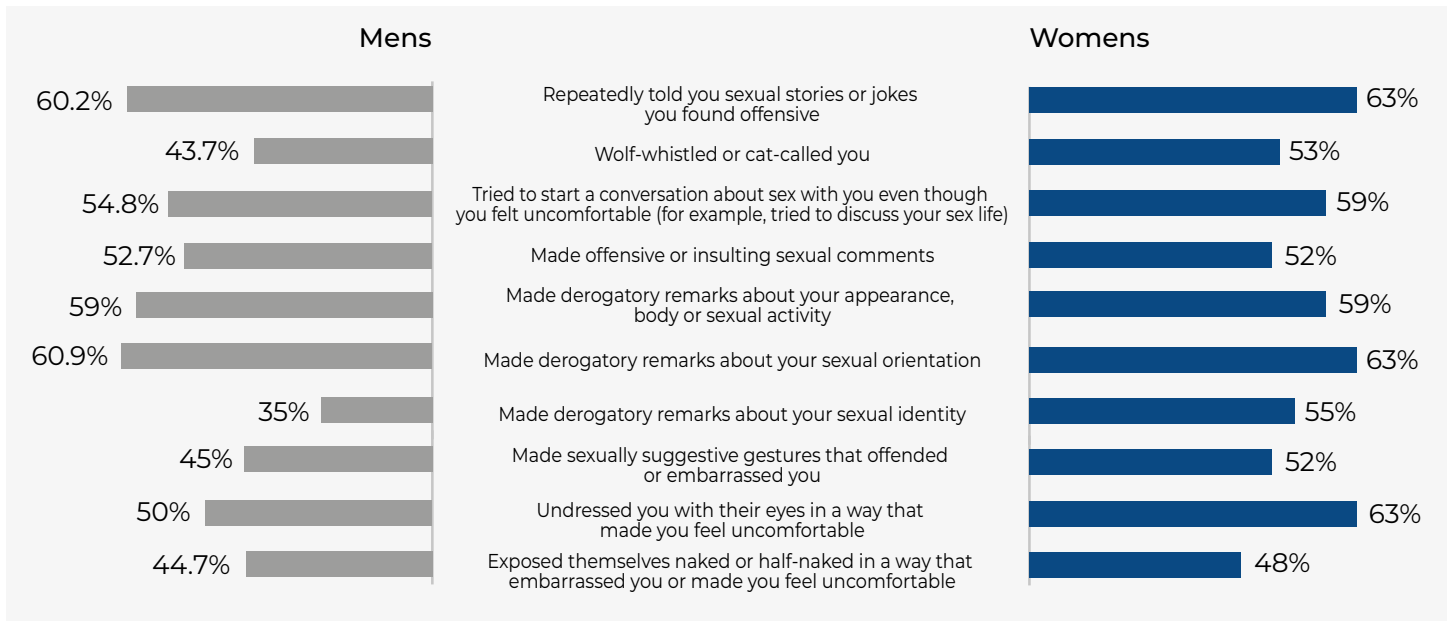 Mens
Womens
60.2%
Repeatedly told you sexual stories or jokes
you found offensive
63%
43.7%
Wolf-whistled or cat-called you
53%
54.8%
Tried to start a conversation about sex with you even though
you felt uncomfortable (for example, tried to discuss your sex life)
59%
52.7%
Made offensive or insulting sexual comments
52%
59%
Made derogatory remarks about your appearance,
body or sexual activity
59%
60.9%
Made derogatory remarks about your sexual orientation
63%
35%
Made derogatory remarks about your sexual identity
55%
45%
Made sexually suggestive gestures that offended
or embarrassed you
52%
50%
Undressed you with their eyes in a way that
made you feel uncomfortable
63%
44.7%
Exposed themselves naked or half-naked in a way that
embarrassed you or made you feel uncomfortable
48%